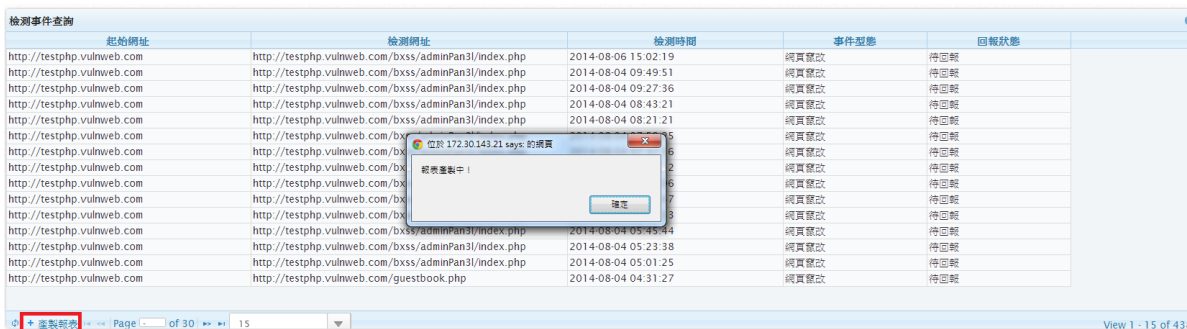 檢測事件查詢
起始網址 檢測網址 檢測時間 事件型態 回報狀態
http://testphp.vulnweb.com http://testphp.vulnweb.com/bxss/adminPan3l/index.php 2014-08-06 15:02:19 網頁竄改 待回報
http://testphp.vulnweb.com http://testphp.vulnweb.com/bxss/adminPan3l/index.php 2014-08-04 09:49:51 網頁竄改 待回報
http://testphp.vulnweb.com http://testphp.vulnweb.com/bxss/adminPan3l/index.php 2014-08-04 09:27:36 網頁竄改 待回報
http://testphp.vulnweb.com http://testphp.vulnweb.com/bxss/adminPan3l/index.php 2014-08-04 08:43:21 網頁竄改 待回報
http://testphp.vulnweb.com http://testphp.vulnweb.com/bxss/adminPan3l/index.php 2014-08-04 08:21:21 網頁竄改 待回報
http://testphp.vulnweb.com 網頁竄改 待回報
位於 172.30.143.21 says: 的網頁
http://testphp.vulnweb.com 網頁竄改 待回報
報表產製中！
http://testphp.vulnweb.com 網頁竄改 待回報
http://testphp.vulnweb.com 網頁竄改 待回報
http://testphp.vulnweb.com 網頁竄改 待回報
確定
http://testphp.vulnweb.com 網頁竄改 待回報
http://testphp.vulnweb.com http://testphp.vulnweb.com/bxss/adminPan3l/index.php 2014-08-04 05:45:44 網頁竄改 待回報
http://testphp.vulnweb.com http://testphp.vulnweb.com/bxss/adminPan3l/index.php 2014-08-04 05:23:38 網頁竄改 待回報
http://testphp.vulnweb.com http://testphp.vulnweb.com/bxss/adminPan3l/index.php 2014-08-04 05:01:25 網頁竄改 待回報
http://testphp.vulnweb.com http://testphp.vulnweb.com/guestbook.php 2014-08-04 04:31:27 網頁竄改 待回報
+ 產製報表 Page - of 30 15 View 1 - 15 of 43